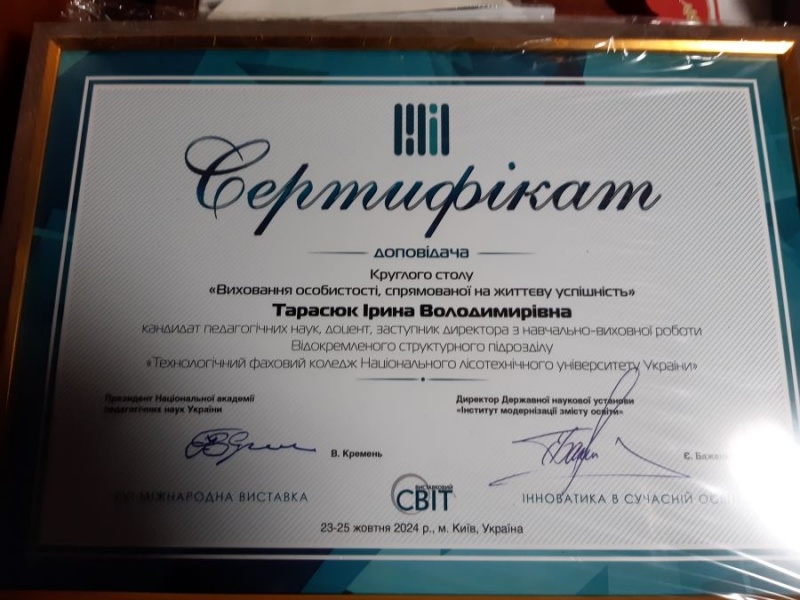 Сертифікат
доповідача
Круглого столу
«Виховання особистості, спрямованої на життєву успішність»
Тарасюк Ірина Володимирівна
кандидат педагогічних наук, доцент, заступник директора з навчально-виховної роботи
Відокремленого структурного підрозділу
«Технологічний фаховий коледж Національного лісотехнічного університету України»
Президент Національної академії
педагогічних наук України
В. Кремень
Директор Державної наукової установи
«Інститут модернізації змісту освіти»
Є.
МІЖНАРОДНА ВИСТАВКА
ВИСТАВКОВИЙ
СВІТ
ІННОВАТИКА В СУЧАСНІЙ
23-25 жовтня 2024 р., м. Київ, Україна